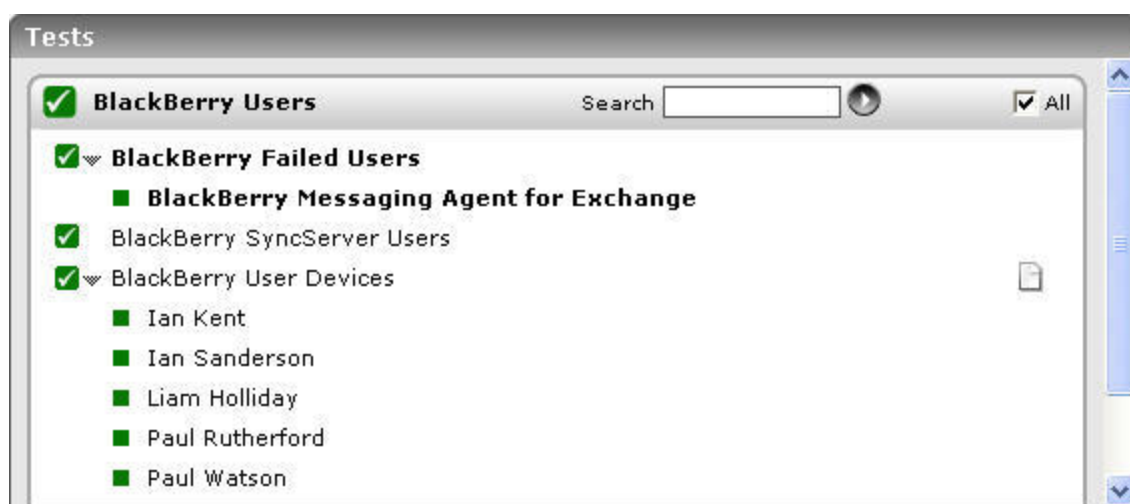 Tests
BlackBerry Users Search All
BlackBerry Failed Users
BlackBerry Messaging Agent for Exchange
BlackBerry SyncServer Users
BlackBerry User Devices
Ian Kent
Ian Sanderson
Liam Holliday
Paul Rutherford
Paul Watson